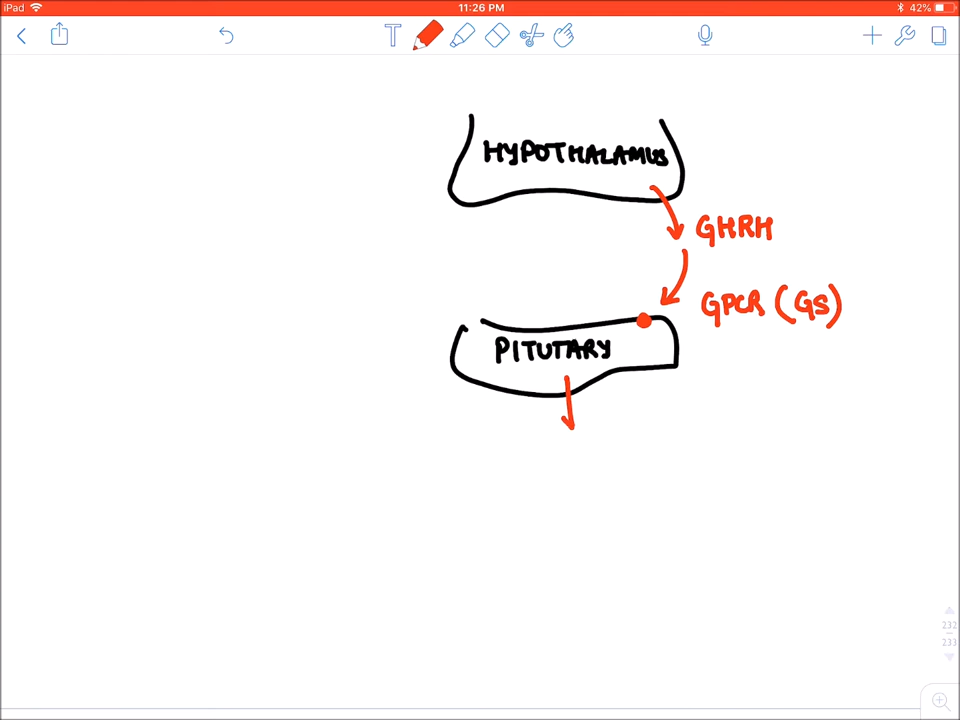 iPad 11:26 PM 42%
T
HYPOTHALAMUS
GHRH
GPCR (GS)
PITUTARY
232
233